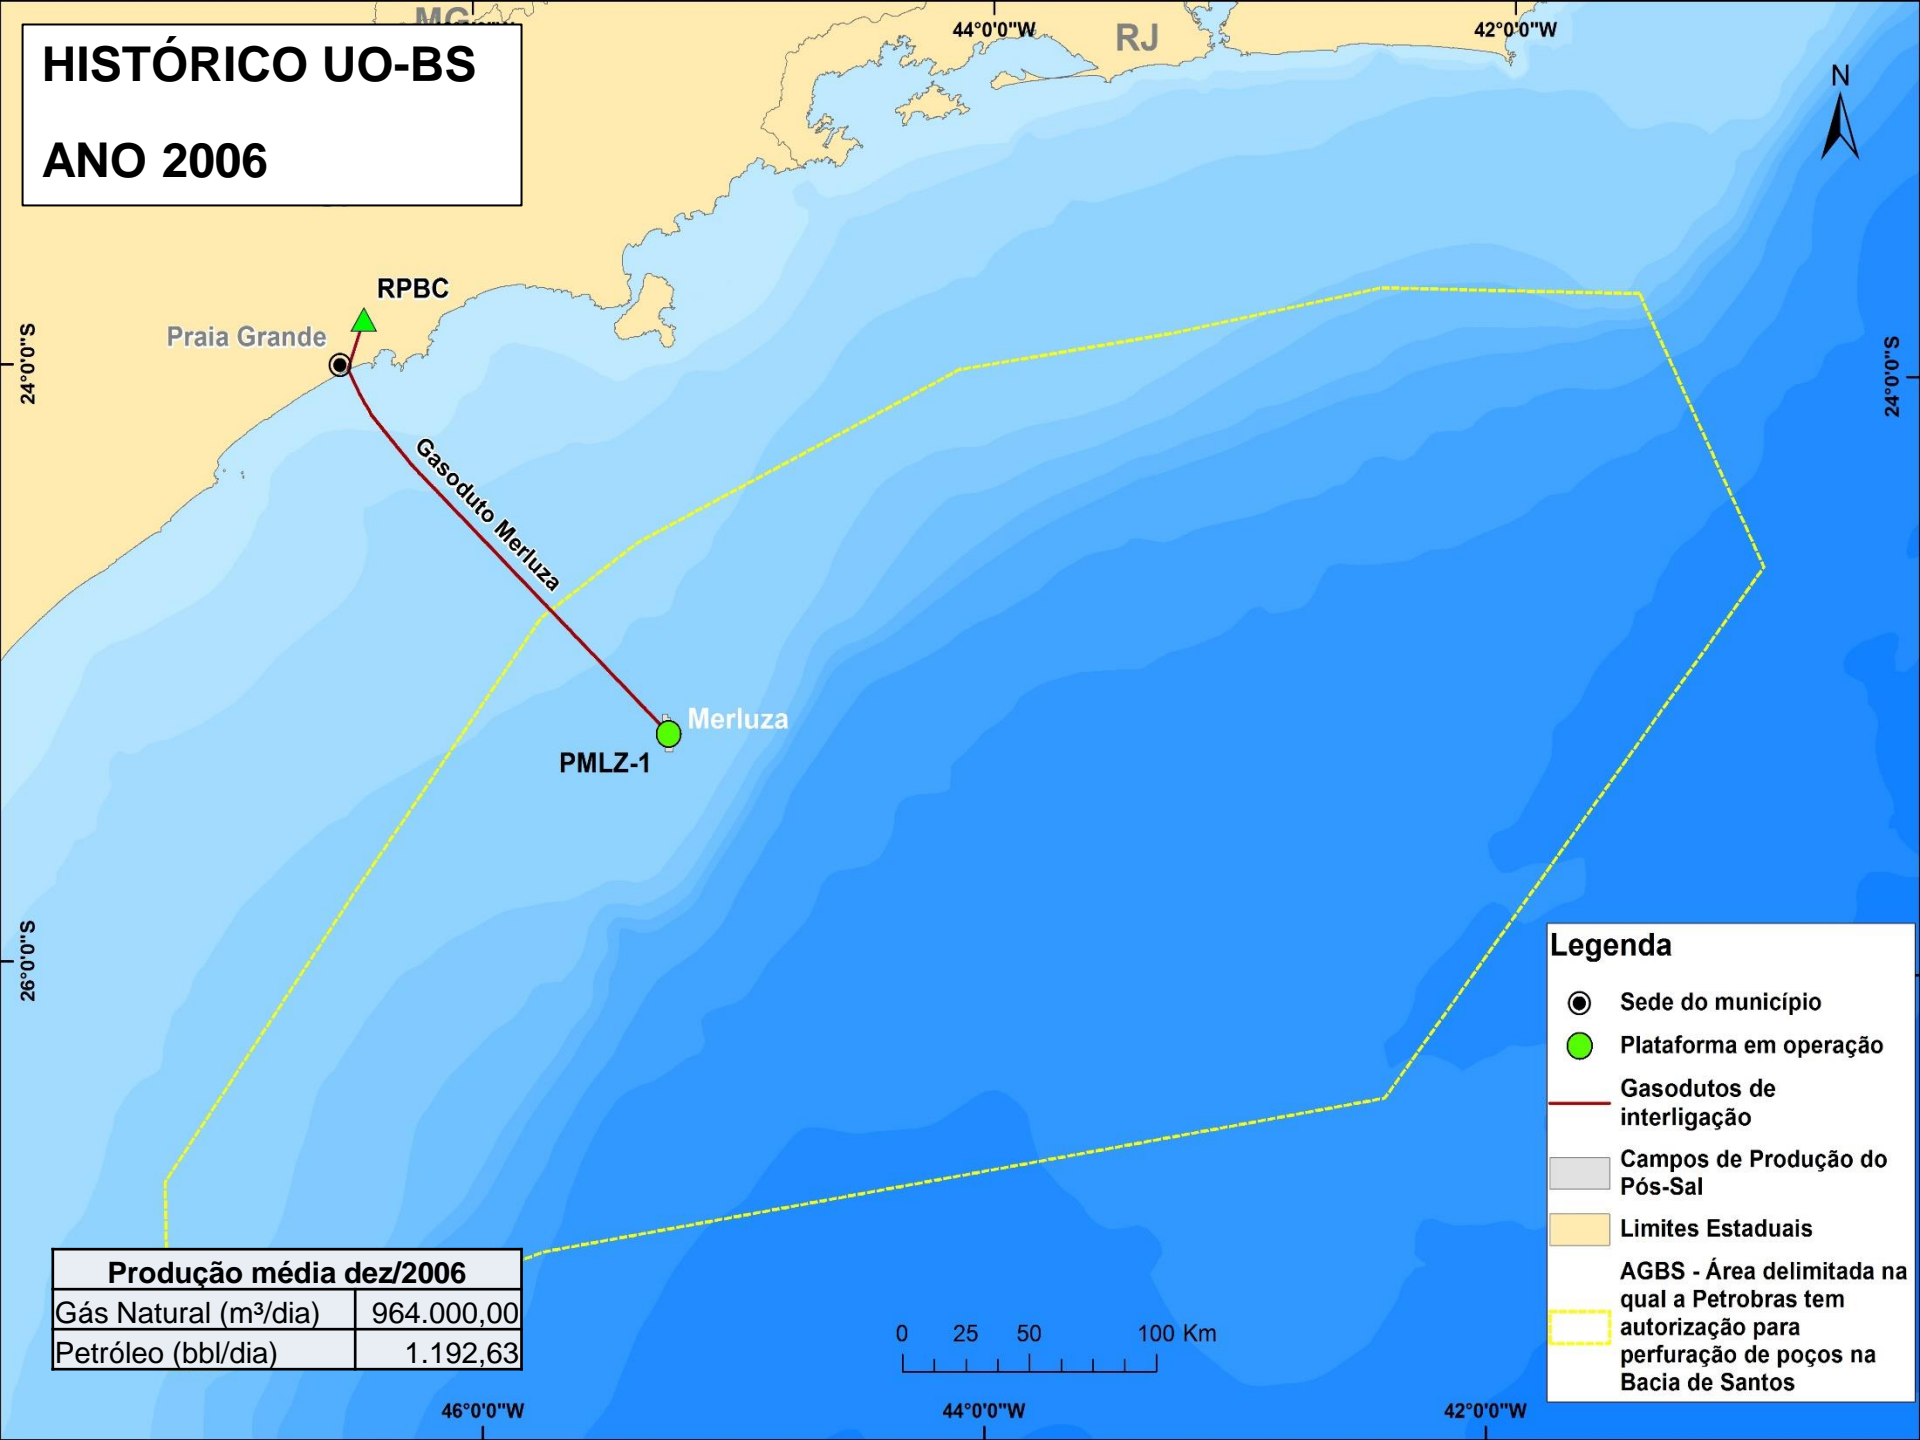 HISTÓRICO UO-BS
ANO 2006
MG
44°0'0"W
RJ
42°0'0"W
N
RPBC
Praia Grande
24°0'0"S
24°0'0"S
Gasoduto Merluza
Merluza
PMLZ-1
26°0'0"S
Legenda
Sede do município
Plataforma em operação
Gasodutos de
interligação
Campos de Produção do
Pós-Sal
Limites Estaduais
AGBS - Área delimitada na
qual a Petrobras tem
autorização para
perfuração de poços na
Bacia de Santos
Produção média dez/2006
Gás Natural (m³/dia) 964.000,00
Petróleo (bbl/dia) 1.192,63
0 25 50 100 Km
46°0'0"W
44°0'0"W
42°0'0"W